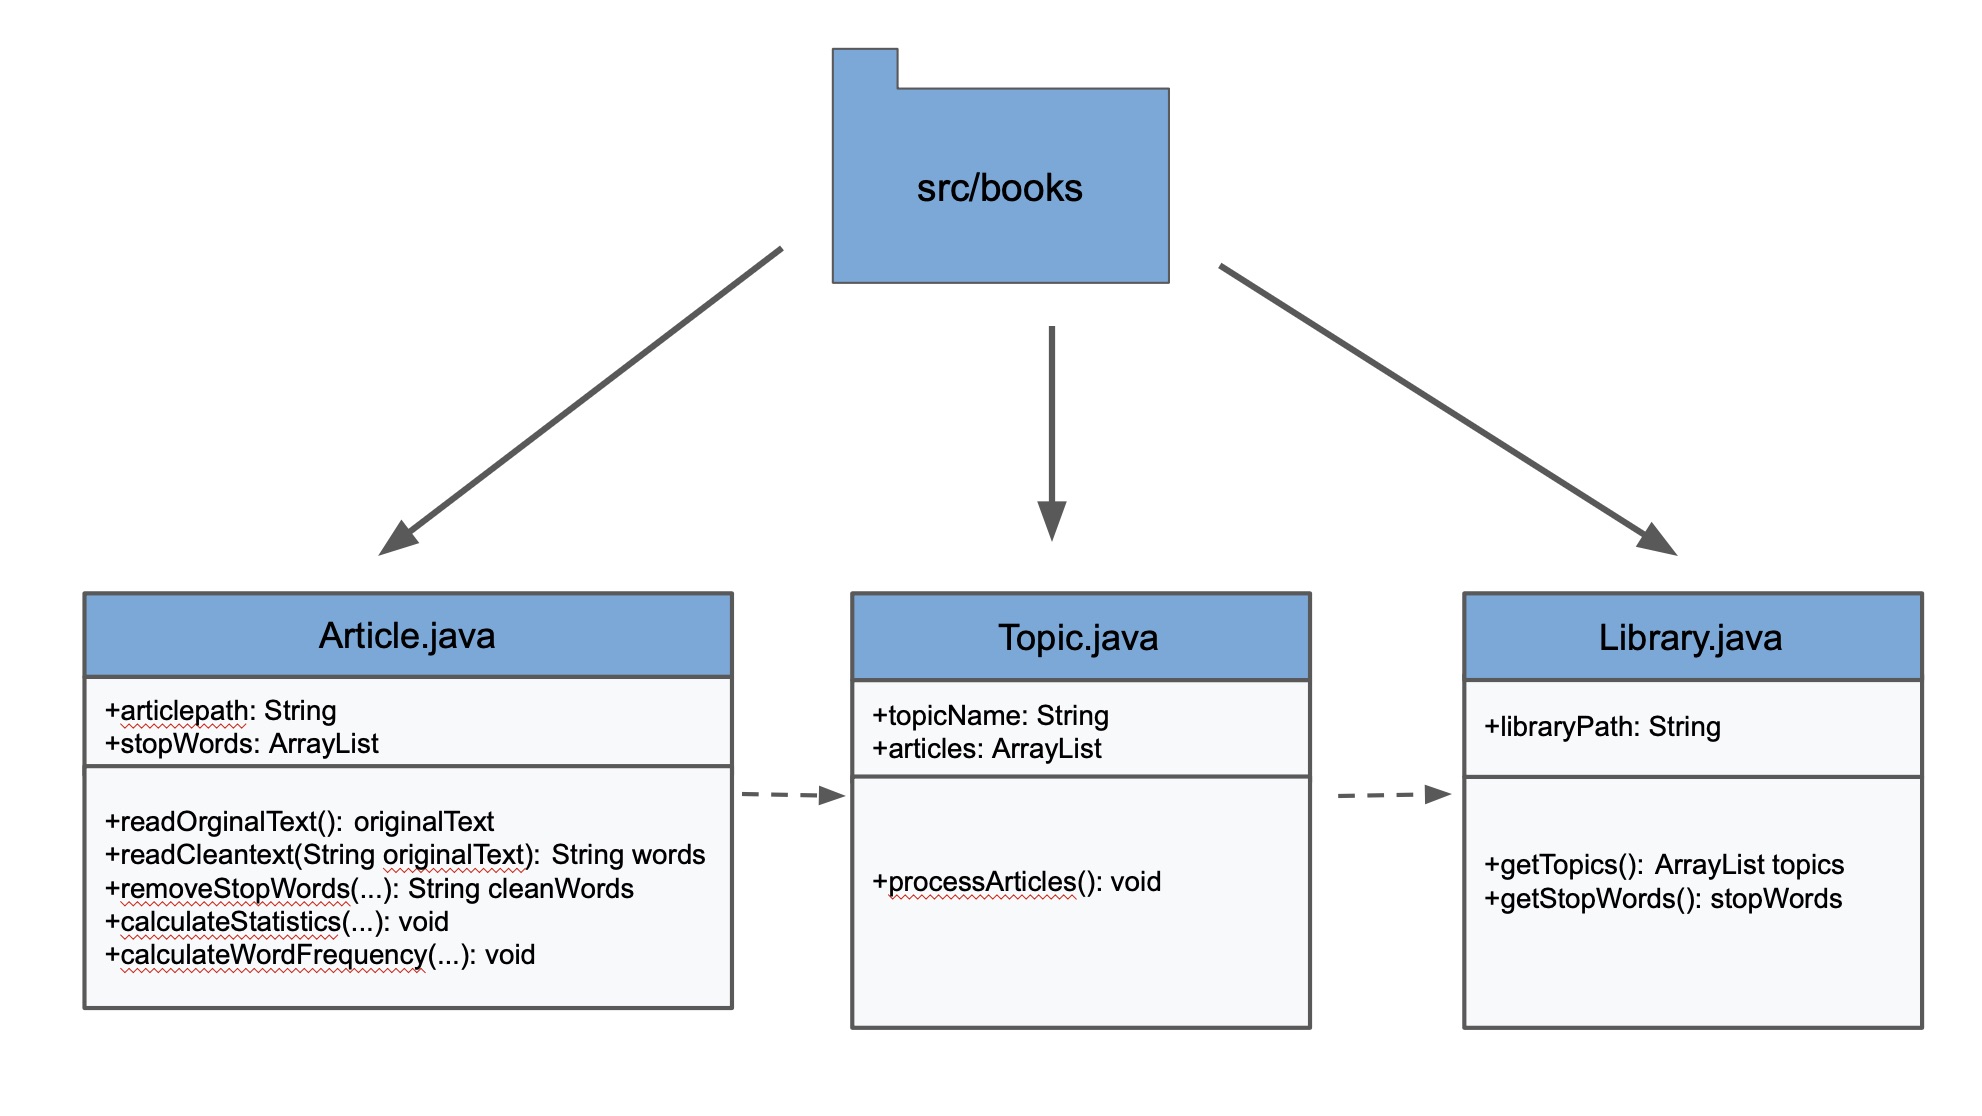 src/books
Article.java
+articlepath: String
+stopWords: ArrayList
+readOrginalText(): originalText
+readCleantext(String originalText): String words
+removeStopWords(...): String cleanWords
+calculateStatistics(...): void
+calculateWordFrequency(...): void
Topic.java
+topicName: String
+articles: ArrayList
+processArticles(): void
Library.java
+libraryPath: String
+getTopics(): ArrayList topics
+getStopWords(): stopWords